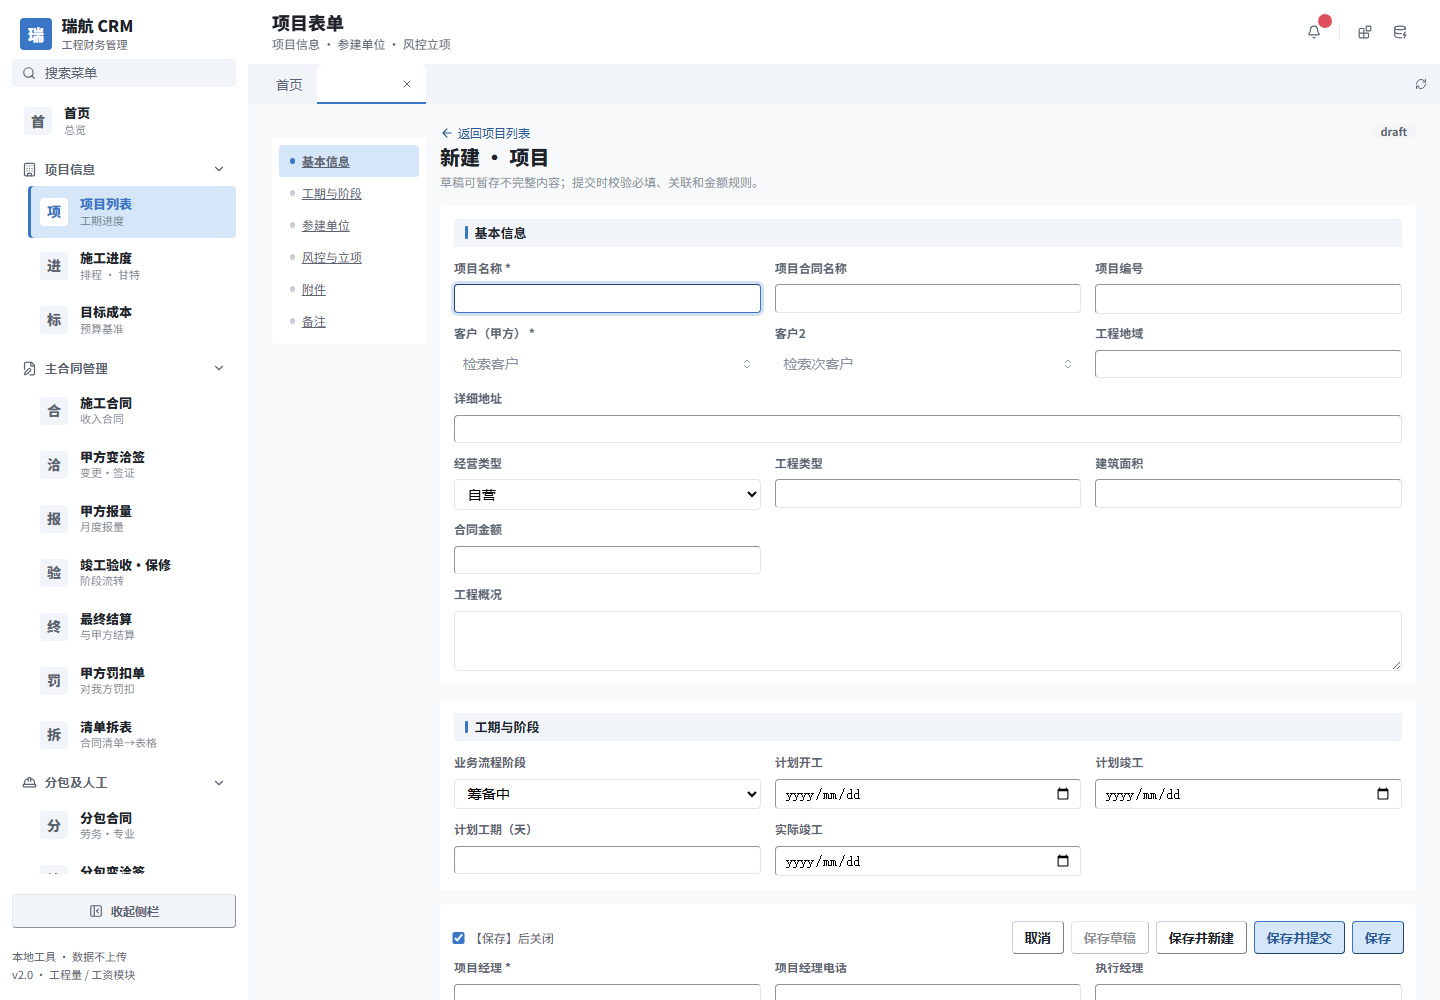 瑞
瑞航 CRM
工程财务管理
搜索菜单
首
首页
总览
项目信息
项
项目列表
工期进度
进
施工进度
排程 · 甘特
标
目标成本
预算基准
主合同管理
合
施工合同
收入合同
洽
甲方变洽签
变更·签证
报
甲方报量
月度报量
验
竣工验收·保修
阶段流转
终
最终结算
与甲方结算
罚
甲方罚扣单
对我方罚扣
拆
清单拆表
合同清单→表格
分包及人工
分
分包合同
劳务·专业
分包变洽签
收起侧栏
本地工具 · 数据不上传
v2.0 · 工程量 / 工资模块
项目表单
项目信息 · 参建单位 · 风控立项
首页
基本信息
工期与阶段
参建单位
风控与立项
附件
备注
返回项目列表
draft
新建 · 项目
草稿可暂存不完整内容；提交时校验必填、关联和金额规则。
基本信息
项目名称 *
项目合同名称
项目编号
客户（甲方） *
客户2
工程地域
检索客户
检索次客户
详细地址
经营类型
工程类型
建筑面积
自营
合同金额
工程概况
工期与阶段
业务流程阶段
计划开工
计划竣工
筹备中
yyyy/mm/dd
yyyy/mm/dd
计划工期（天）
实际竣工
yyyy/mm/dd
【保存】后关闭
取消
保存草稿
保存并新建
保存并提交
保存
项目经理 *
项目经理电话
执行经理